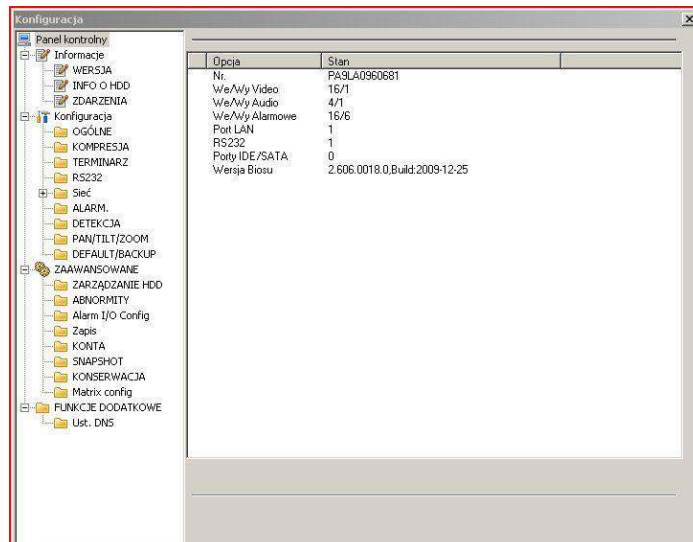 Konfiguracja
Panel kontrolny
Informacje
WERSJA
INFO O HDD
ZDARZENIA
Konfiguracja
OGÓLNE
KOMPRESJA
TERMINARZ
RS232
Sieć
ALARM.
DETEKCJA
PAN/TILT/ZOOM
DEFAULT/BACKUP
ZAAWANSOWANE
ZARZĄDZANIE HDD
ABNORMITY
Alarm I/O Config
Zapis
KONTA
SNAPSHOT
KONSERWACJA
Matrix config
FUNKCJE DODATKOWE
Ust. DNS
Opcja Stan
Nr. PA9LA0960681
We/Wy Video 16/1
We/Wy Audio 4/1
We/Wy Alarmowe 16/6
Port LAN 1
RS232 1
Porty IDE/SATA 0
Wersja Biosu 2.606.0018.0,Build:2009-12-25